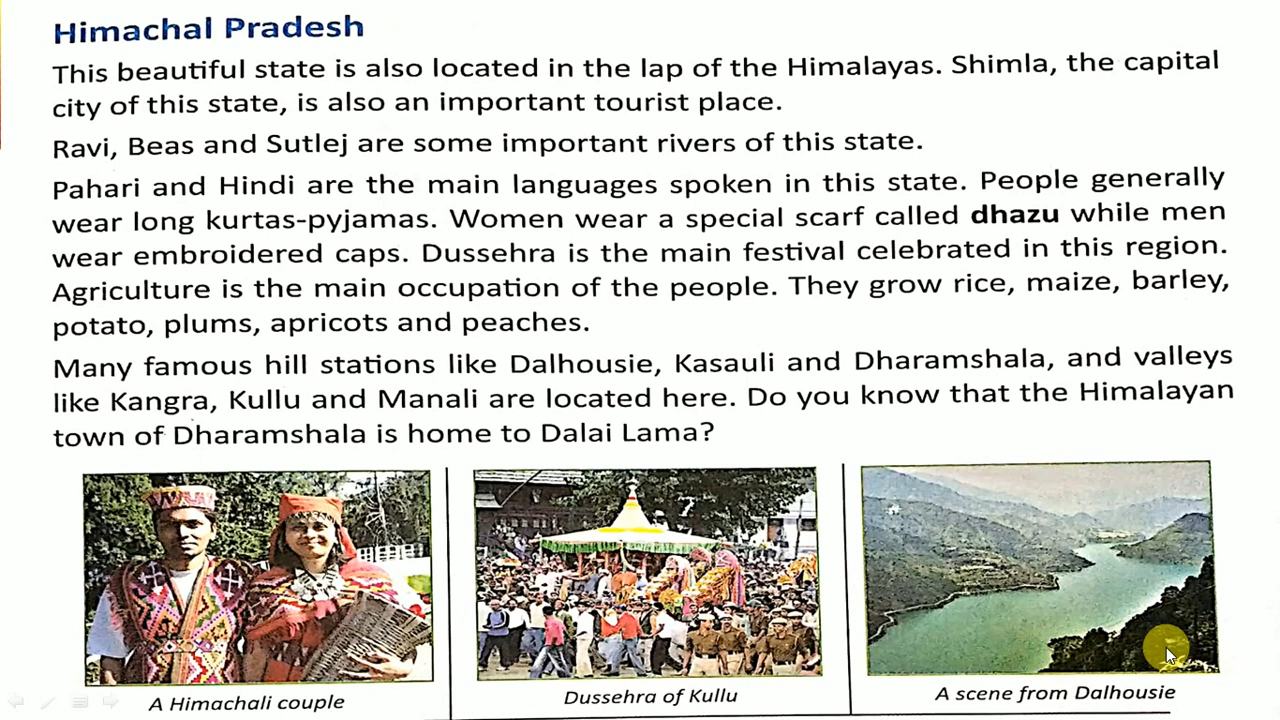 Himachal Pradesh
This beautiful state is also located in the lap of the Himalayas. Shimla, the capital
city of this state, is also an important tourist place.
Ravi, Beas and Sutlej are some important rivers of this state.
Pahari and Hindi are the main languages spoken in this state. People generally
wear long kurtas-pyjamas. Women wear a special scarf called dhazu while men
wear embroidered caps. Dussehra is the main festival celebrated in this region.
Agriculture is the main occupation of the people. They grow rice, maize, barley,
potato, plums, apricots and peaches.
Many famous hill stations like Dalhousie, Kasauli and Dharamshala, and valleys
like Kangra, Kullu and Manali are located here. Do you know that the Himalayan
town of Dharamshala is home to Dalai Lama?
A Himachali couple
Dussehra of Kullu
A scene from Dalhousie